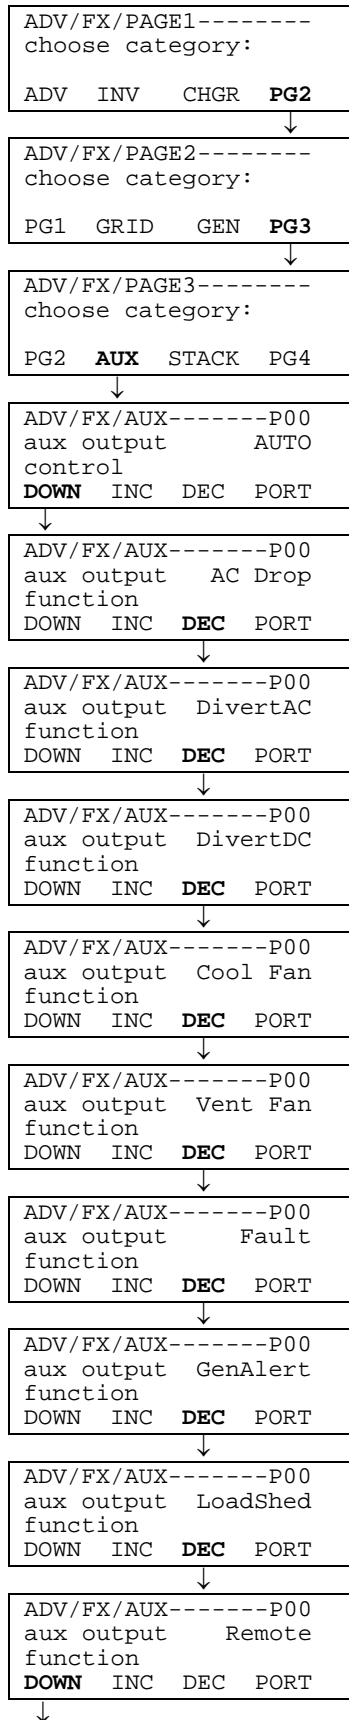 ADV/FX/PAGE1--------
choose category:
ADV INV CHGR PG2
↓
ADV/FX/PAGE2--------
choose category:
PG1 GRID GEN PG3
↓
ADV/FX/PAGE3--------
choose category:
PG2 AUX STACK PG4
↓
ADV/FX/AUX-------P00
aux output AUTO
control
DOWN INC DEC PORT
↓
ADV/FX/AUX-------P00
aux output AC Drop
function
DOWN INC DEC PORT
↓
ADV/FX/AUX-------P00
aux output DivertAC
function
DOWN INC DEC PORT
↓
ADV/FX/AUX-------P00
aux output DivertDC
function
DOWN INC DEC PORT
↓
ADV/FX/AUX-------P00
aux output Cool Fan
function
DOWN INC DEC PORT
↓
ADV/FX/AUX-------P00
aux output Vent Fan
function
DOWN INC DEC PORT
↓
ADV/FX/AUX-------P00
aux output Fault
function
DOWN INC DEC PORT
↓
ADV/FX/AUX-------P00
aux output GenAlert
function
DOWN INC DEC PORT
↓
ADV/FX/AUX-------P00
aux output LoadShed
function
DOWN INC DEC PORT
↓
ADV/FX/AUX-------P00
aux output Remote
function
DOWN INC DEC PORT
↓